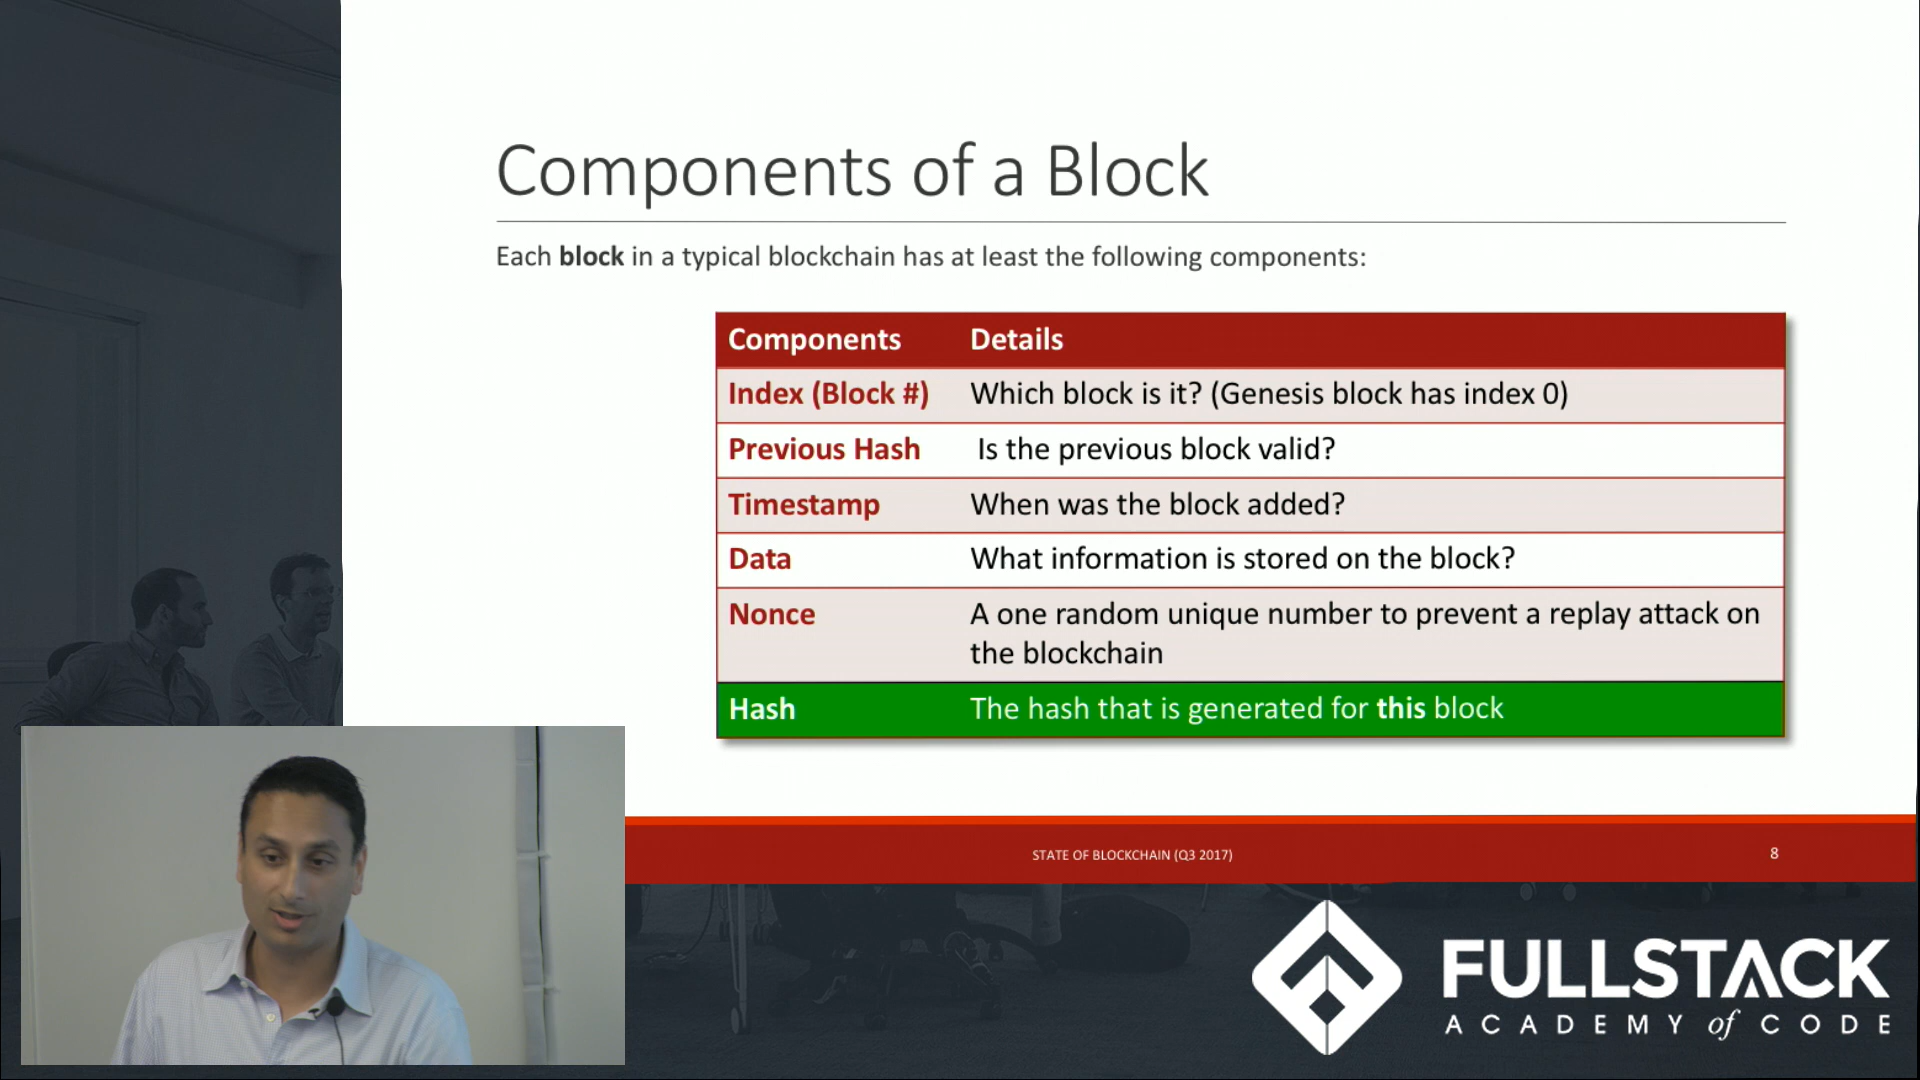 Components of a Block
Each block in a typical blockchain has at least the following components:
Components Details
Index (Block #) Which block is it? (Genesis block has index 0)
Previous Hash Is the previous block valid?
Timestamp When was the block added?
Data What information is stored on the block?
Nonce A one random unique number to prevent a replay attack on
the blockchain
Hash The hash that is generated for this block
STATE OF BLOCKCHAIN (Q3 2017) 8
FULLSTACK
ACADEMY of CODE